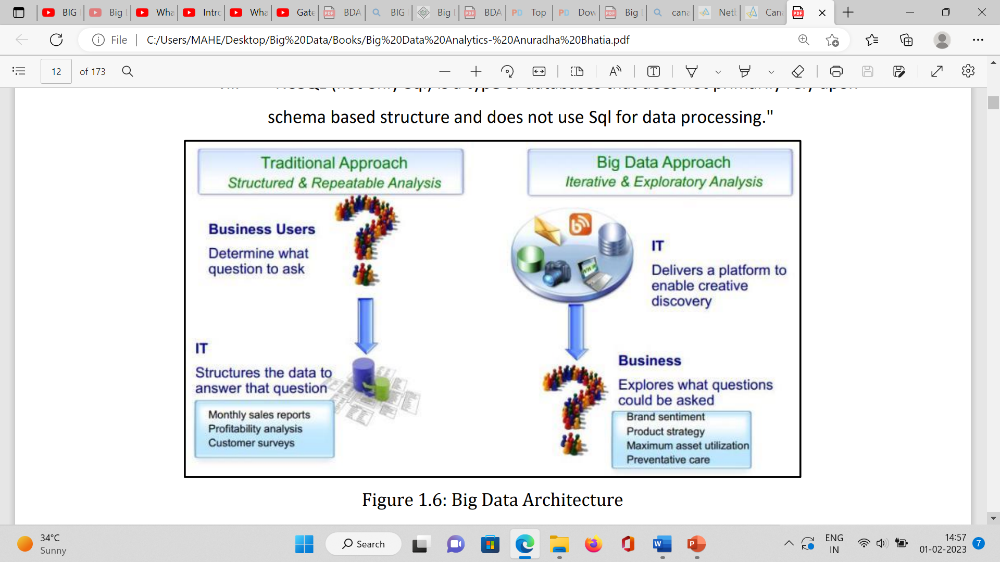 BIG
Big
Wha
Intro
Wha
Gate
BDA
BIG
Big
BDA
Top
Dow
Big
cana
Net
Can
File
C:/Users/MAHE/Desktop/Big%20Data/Books/Big%20Data%20Analytics-%20Anuradha%20Bhatia.pdf
12 of 173
schema based structure and does not use Sql for data processing."
Traditional Approach
Structured & Repeatable Analysis
Big Data Approach
Iterative & Exploratory Analysis
Business Users
Determine what
question to ask
IT
Delivers a platform to
enable creative
discovery
IT
Structures the data to
answer that question
Monthly sales reports
Profitability analysis
Customer surveys
Business
Explores what questions
could be asked
Brand sentiment
Product strategy
Maximum asset utilization
Preventative care
Figure 1.6: Big Data Architecture
34°C
Sunny
Search
ENG
IN
14:57
01-02-2023
7